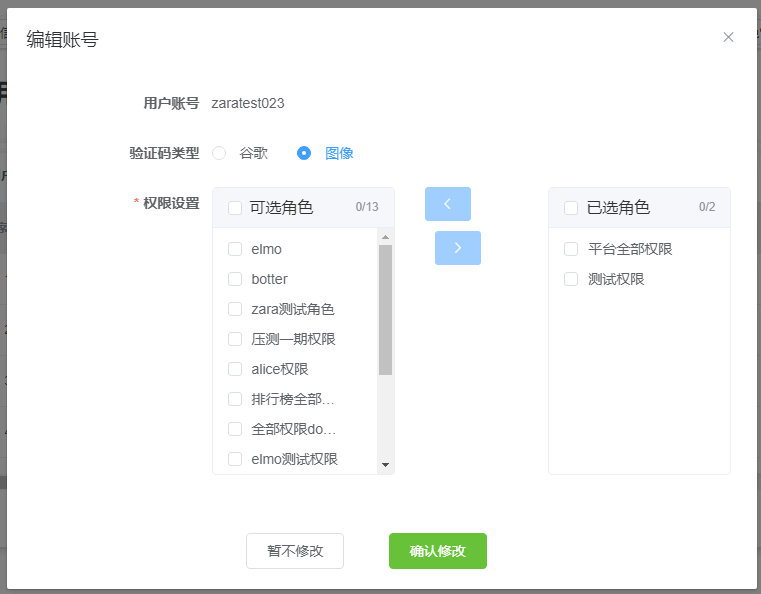 编辑账号
用户账号 zaratest023
验证码类型 谷歌 图像
* 权限设置
可选角色 0/13
elmo
botter
zara测试角色
压测一期权限
alice权限
排行榜全部...
全部权限do...
elmo测试权限
已选角色 0/2
平台全部权限
测试权限
暂不修改 确认修改